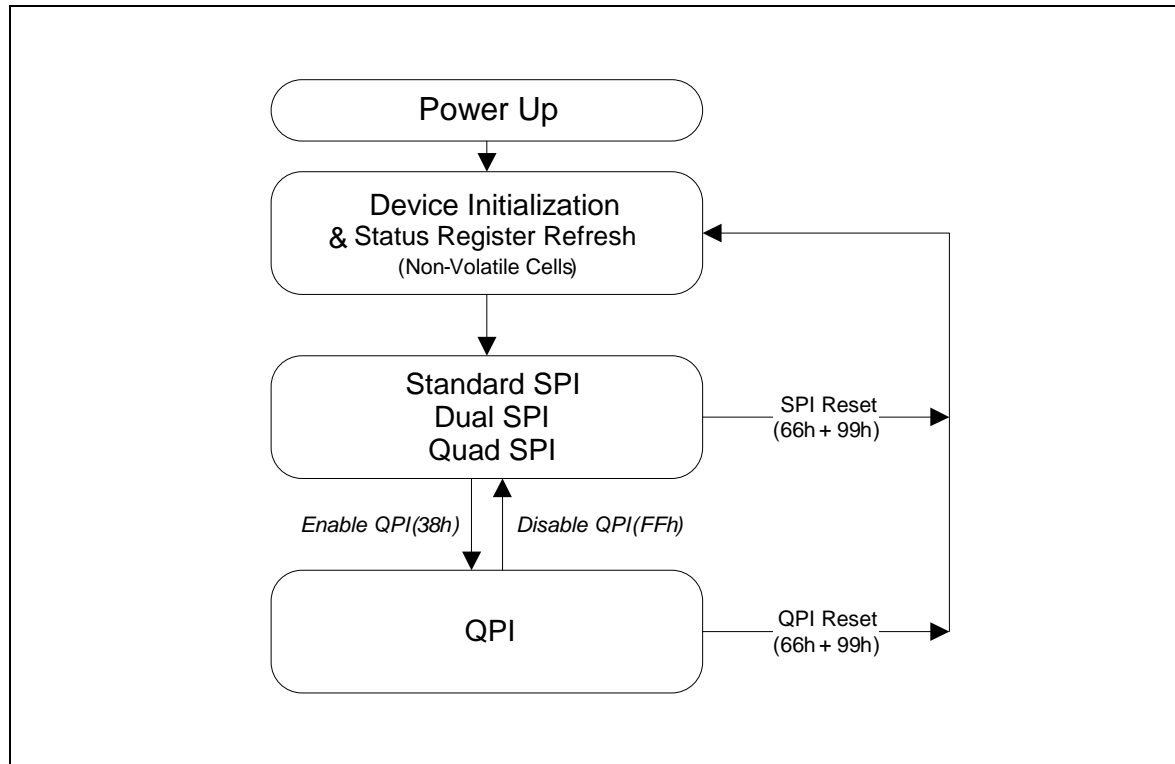 Power Up
Device Initialization
& Status Register Refresh
(Non-Volatile Cells)
Standard SPI
Dual SPI
Quad SPI
SPI Reset
(66h + 99h)
Enable QPI(38h)
Disable QPI(FFh)
QPI
QPI Reset
(66h + 99h)